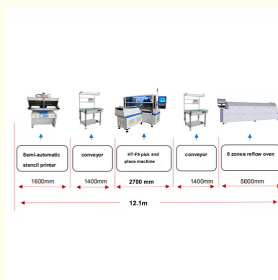 Semi-automatic
stencil printer
conveyor
HT-F9 pick and
place machine
conveyor
8 zones reflow oven
1600mm
1400mm
2700 mm
1400mm
5000mm
12.1m